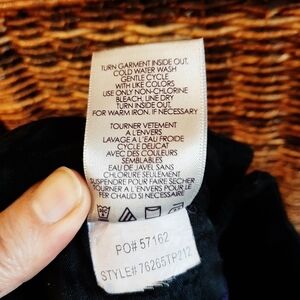 TURN GARMENT INSIDE OUT,
COLD WATER WASH
GENTLE CYCLE
WITH LIKE COLORS
USE ONLY NON-CHLORINE
BLEACH, LINE DRY
TURN INSIDE OUT,
FOR WARM IRON. IF NECESSARY
TOURNER VETEMENT
A L'ENVERS
LAVAGE A L'EAU FROIDE
CYCLE DELICAT
AVEC DES COULEURS
SEMBLABLES
EAU DE JAVEL SANS
CHLORURE SEULEMENT
SUSPENDRE POUR FAIRE SECHER
TOURNER A L'ENVERS POUR LE
FER CHAUD SI NECESSAIRE
PO# 57162
STYLE# 76265TP212